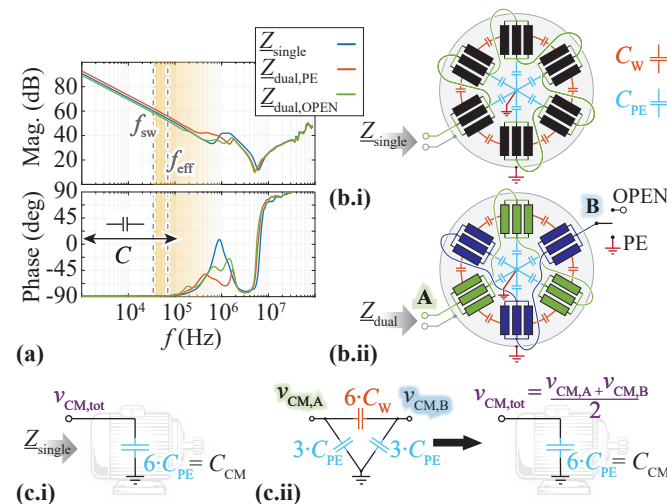 Z_single
Z_dual,PE
Z_dual,OPEN
80
60
40
20
Mag. (dB)
f_sw
f_eff
90
45
0
-45
-90
Phase (deg)
C
10^4 10^5 10^6 10^7
f (Hz)
(a)
C_W
C_PE
Z_single
(b.i)
B OPEN
PE
A
Z_dual
(b.ii)
v_CM,tot
Z_single
6·C_PE = C_CM
(c.i)
v_CM,A
6·C_W
v_CM,B
3·C_PE 3·C_PE
(c.ii)
v_CM,tot = v_CM,A + v_CM,B
2
6·C_PE = C_CM